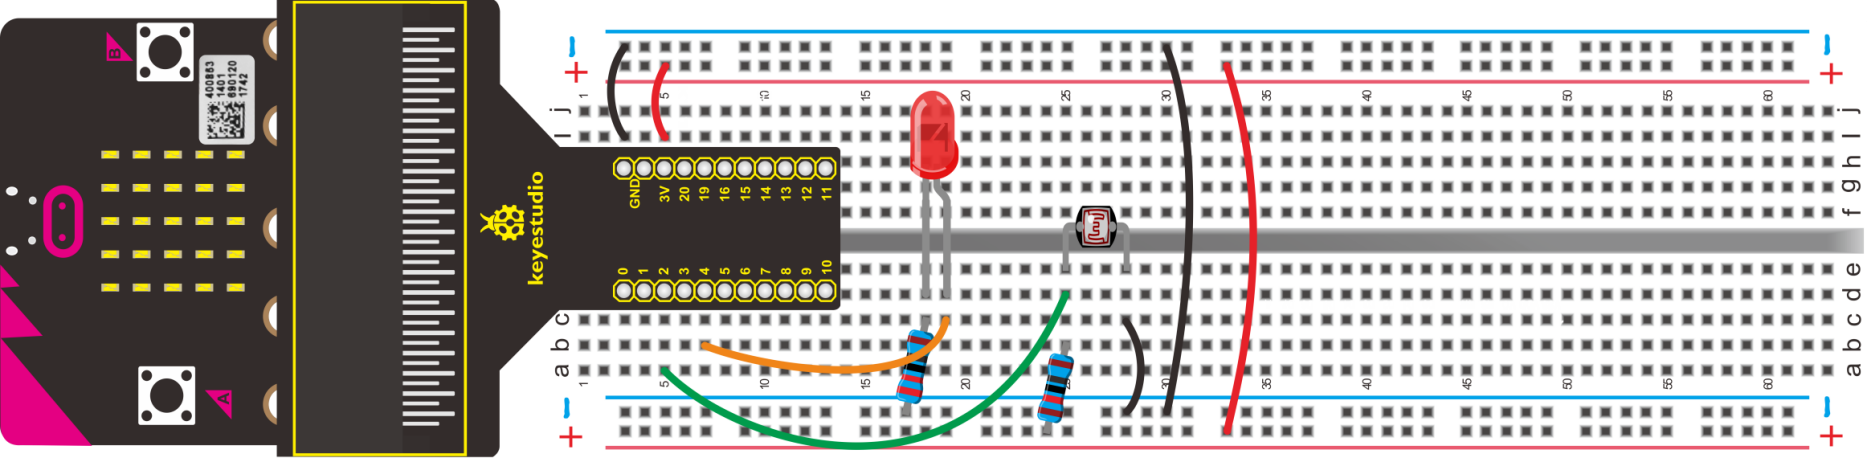 B
400863
1401
690120
1742
A
keyestudio
GND 3V 20 19 16 15 14 13 12 11
0 1 2 3 4 5 6 7 8 9 10
− −
+ +
1 5 10 15 20 25 30 35 40 45 50 55 60
j j
I I
h
g
f
e
d
c c
b b
a a
1 5 10 15 20 25 30 35 40 45 50 55 60
− −
+ +